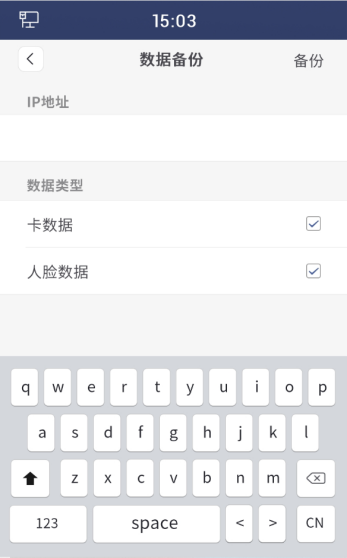 15:03
数据备份 备份
IP地址
数据类型
卡数据
人脸数据
q w e r t y u i o p
a s d f g h j k l
z x c v b n m
123 space < > CN